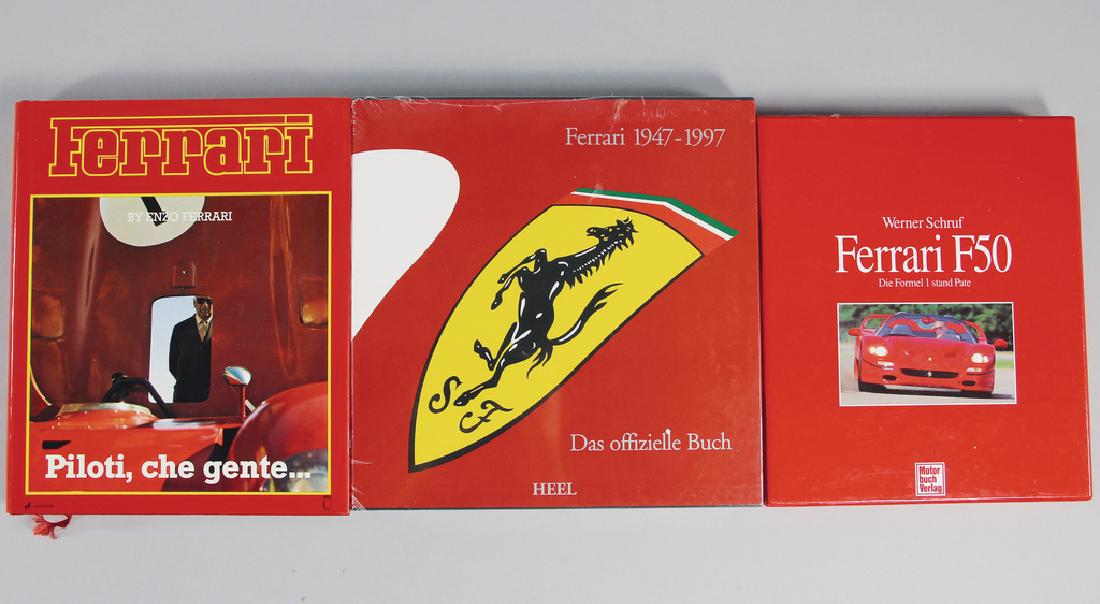 Ferrari
BY ENZO FERRARI
Piloti, che gente...
Ferrari 1947-1997
S F
Das offizielle Buch
HEEL
Werner Schruf
Ferrari F50
Die Formel 1 stand Pate
Motor
buch
Verlag